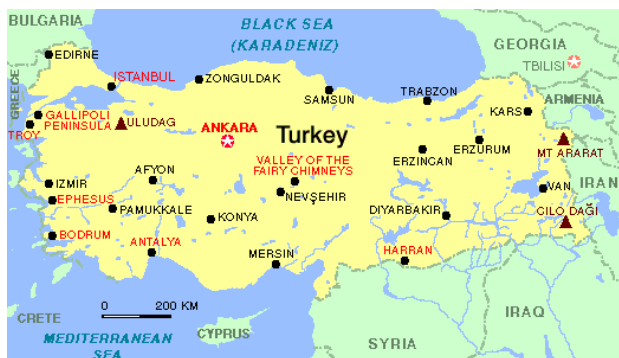 BULGARIA
BLACK SEA
(KARADENIZ)
GEORGIA
TBILISI
EDIRNE
ISTANBUL
ZONGULDAK
SAMSUN
TRABZON
KARS
ARMENIA
GREECE
GALLIPOLI
PENINSULA
TROY
ULUDAG
ANKARA
Turkey
ERZINCAN
ERZURUM
MT ARARAT
VALLEY OF THE
FAIRY CHIMNEYS
AFYON
IZMIR
EPHESUS
PAMUKKALE
NEVŞEHIR
KONYA
DIYARBAKIR
VAN
IRAN
CILO DAĞI
BODRUM
ANTALYA
MERSIN
HARRAN
0 200 KM
CRETE
MEDITERRANEAN
SEA
CYPRUS
SYRIA
IRAQ